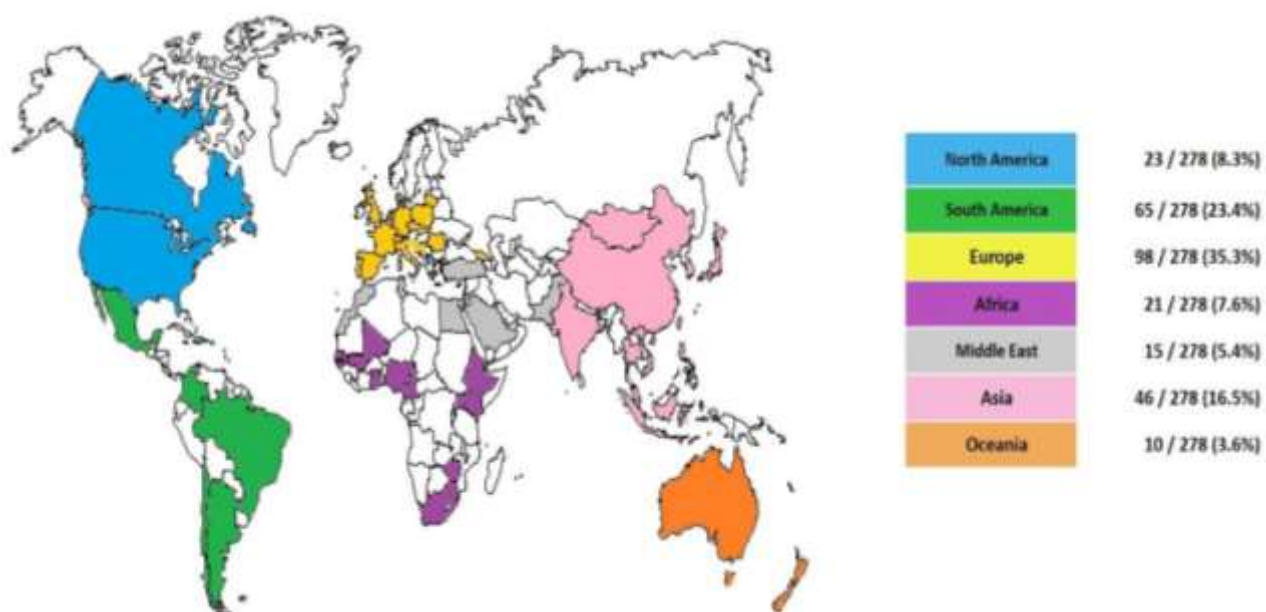 North America 23 / 278 (8.3%)
South America 65 / 278 (23.4%)
Europe 98 / 278 (35.3%)
Africa 21 / 278 (7.6%)
Middle East 15 / 278 (5.4%)
Asia 46 / 278 (16.5%)
Oceania 10 / 278 (3.6%)